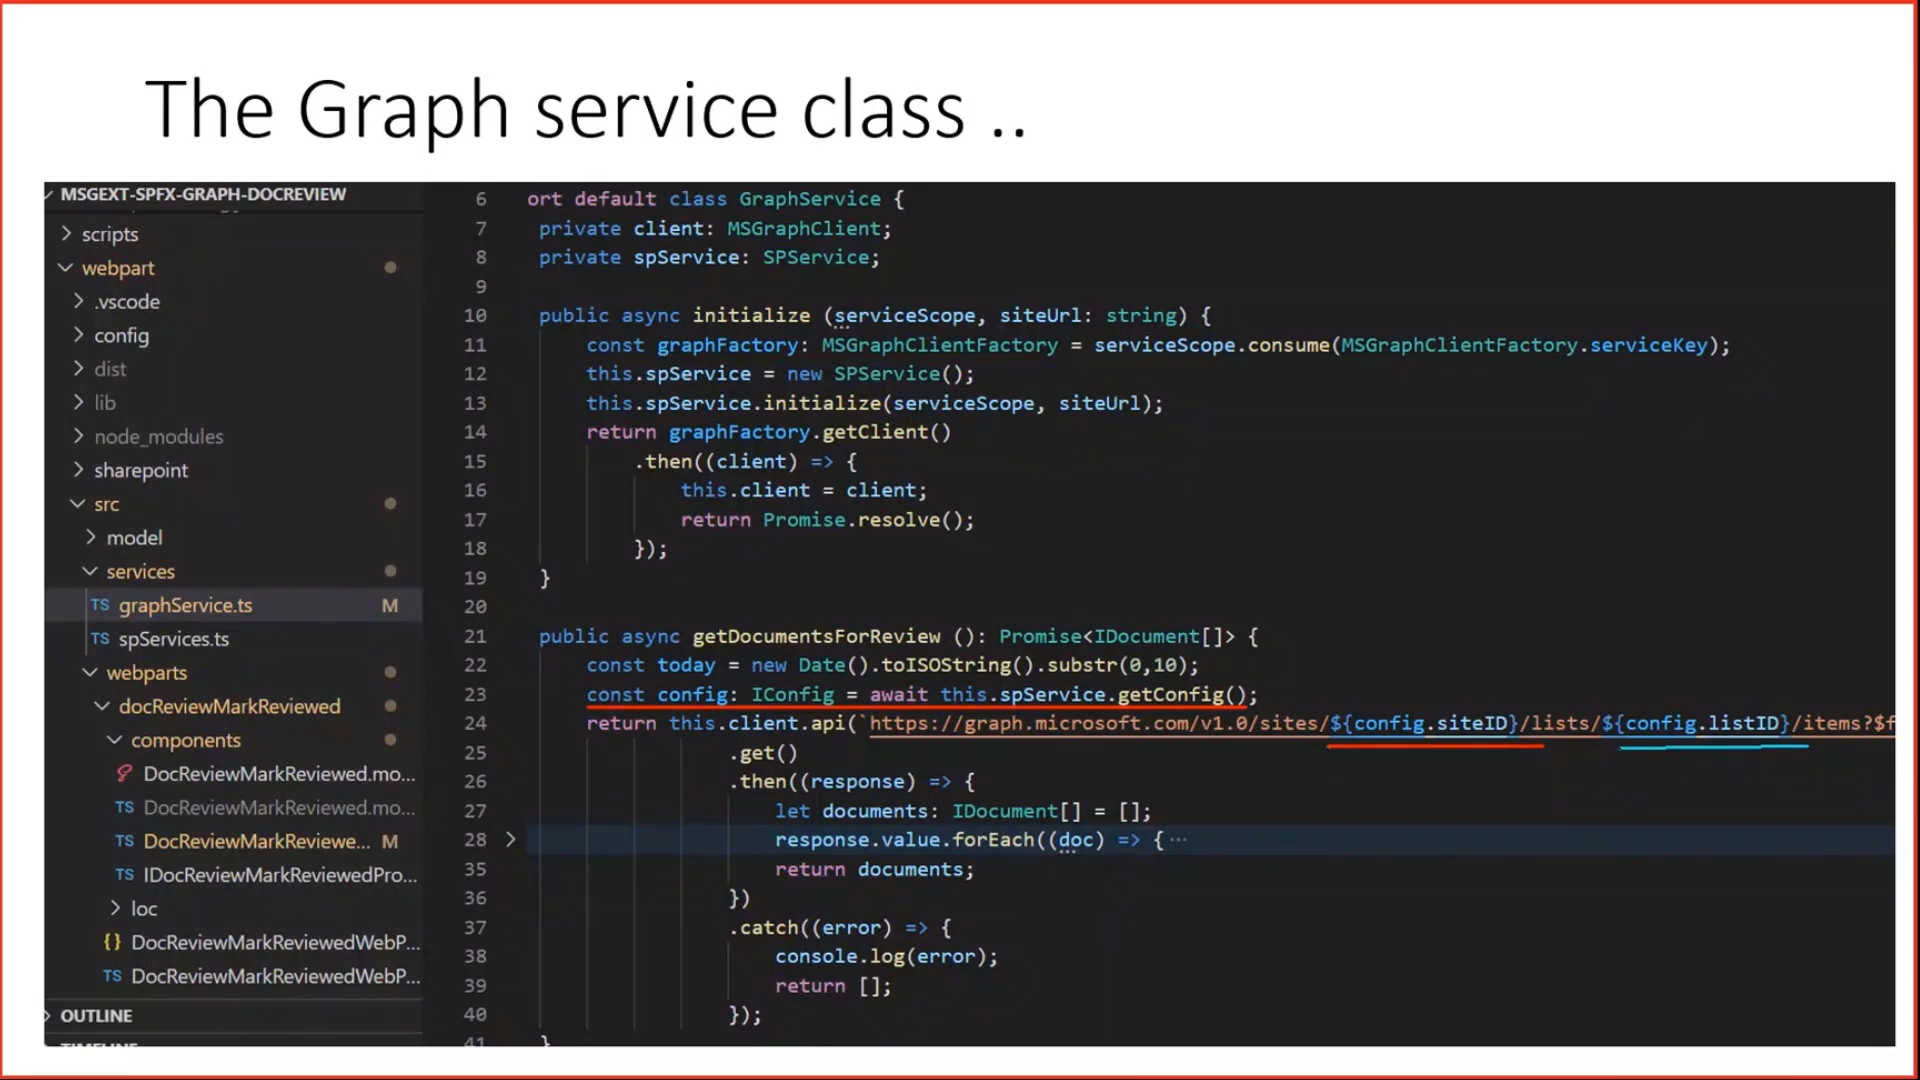 The Graph service class ..
MSGEXT-SPFX-GRAPH-DOCREVIEW
scripts
webpart
.vscode
config
dist
lib
node_modules
sharepoint
src
model
services
TS graphService.ts M
TS spServices.ts
webparts
docReviewMarkReviewed
components
DocReviewMarkReviewed.mo...
TS DocReviewMarkReviewed.mo...
TS DocReviewMarkReviewe... M
TS IDocReviewMarkReviewedPro...
loc
{} DocReviewMarkReviewedWebP...
TS DocReviewMarkReviewedWebP...
OUTLINE
6 ort default class GraphService {
7 private client: MSGraphClient;
8 private spService: SPService;
9
10 public async initialize (serviceScope, siteUrl: string) {
11 const graphFactory: MSGraphClientFactory = serviceScope.consume(MSGraphClientFactory.serviceKey);
12 this.spService = new SPService();
13 this.spService.initialize(serviceScope, siteUrl);
14 return graphFactory.getClient()
15 .then((client) => {
16 this.client = client;
17 return Promise.resolve();
18 });
19 }
20
21 public async getDocumentsForReview (): Promise<IDocument[]> {
22 const today = new Date().toISOString().substr(0,10);
23 const config: IConfig = await this.spService.getConfig();
24 return this.client.api(`https://graph.microsoft.com/v1.0/sites/${config.siteID}/lists/${config.listID}/items?$f
25 .get()
26 .then((response) => {
27 let documents: IDocument[] = [];
28 response.value.forEach((doc) => { ...
35 return documents;
36 })
37 .catch((error) => {
38 console.log(error);
39 return [];
40 });
41 }